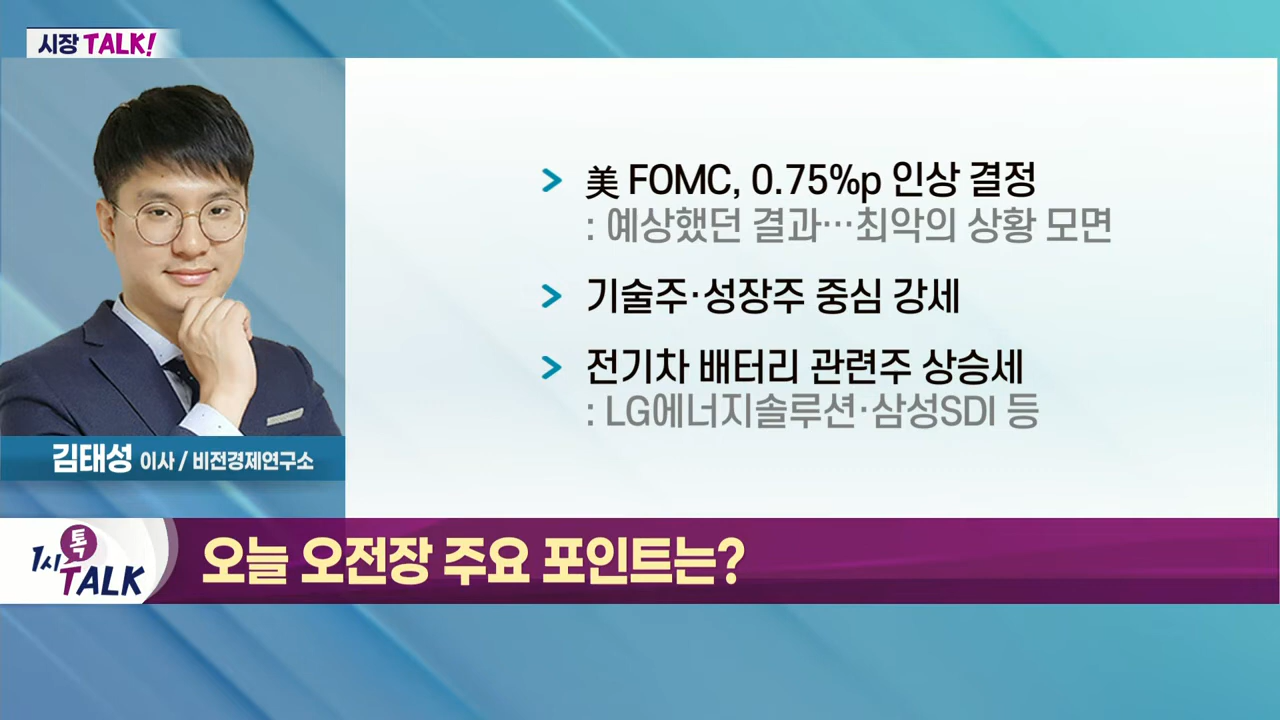 시장 TALK!
美 FOMC, 0.75%p 인상 결정
: 예상했던 결과…최악의 상황 모면
기술주·성장주 중심 강세
전기차 배터리 관련주 상승세
: LG에너지솔루션·삼성SDI 등
김태성 이사 / 비전경제연구소
1시 톡 TALK
오늘 오전장 주요 포인트는?